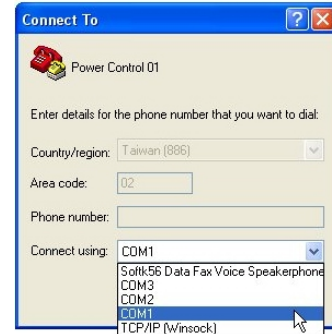 Connect To
Power Control 01
Enter details for the phone number that you want to dial:
Country/region: Taiwan (886)
Area code: 02
Phone number:
Connect using: COM1
Softk56 Data Fax Voice Speakerphone
COM3
COM2
COM1
TCP/IP (Winsock)